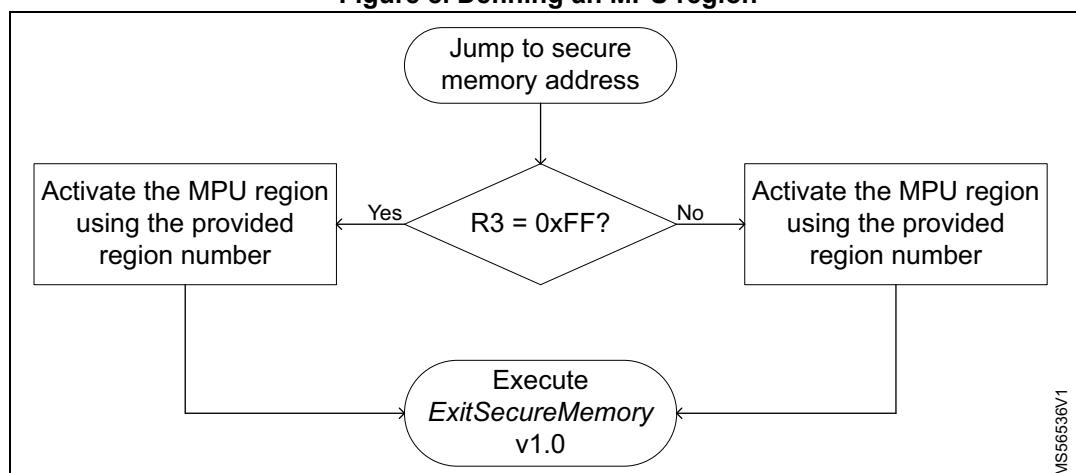 Jump to secure
memory address
Activate the MPU region
using the provided
region number
Yes
R3 = 0xFF?
No
Activate the MPU region
using the provided
region number
Execute
ExitSecureMemory
v1.0
MS56536V1